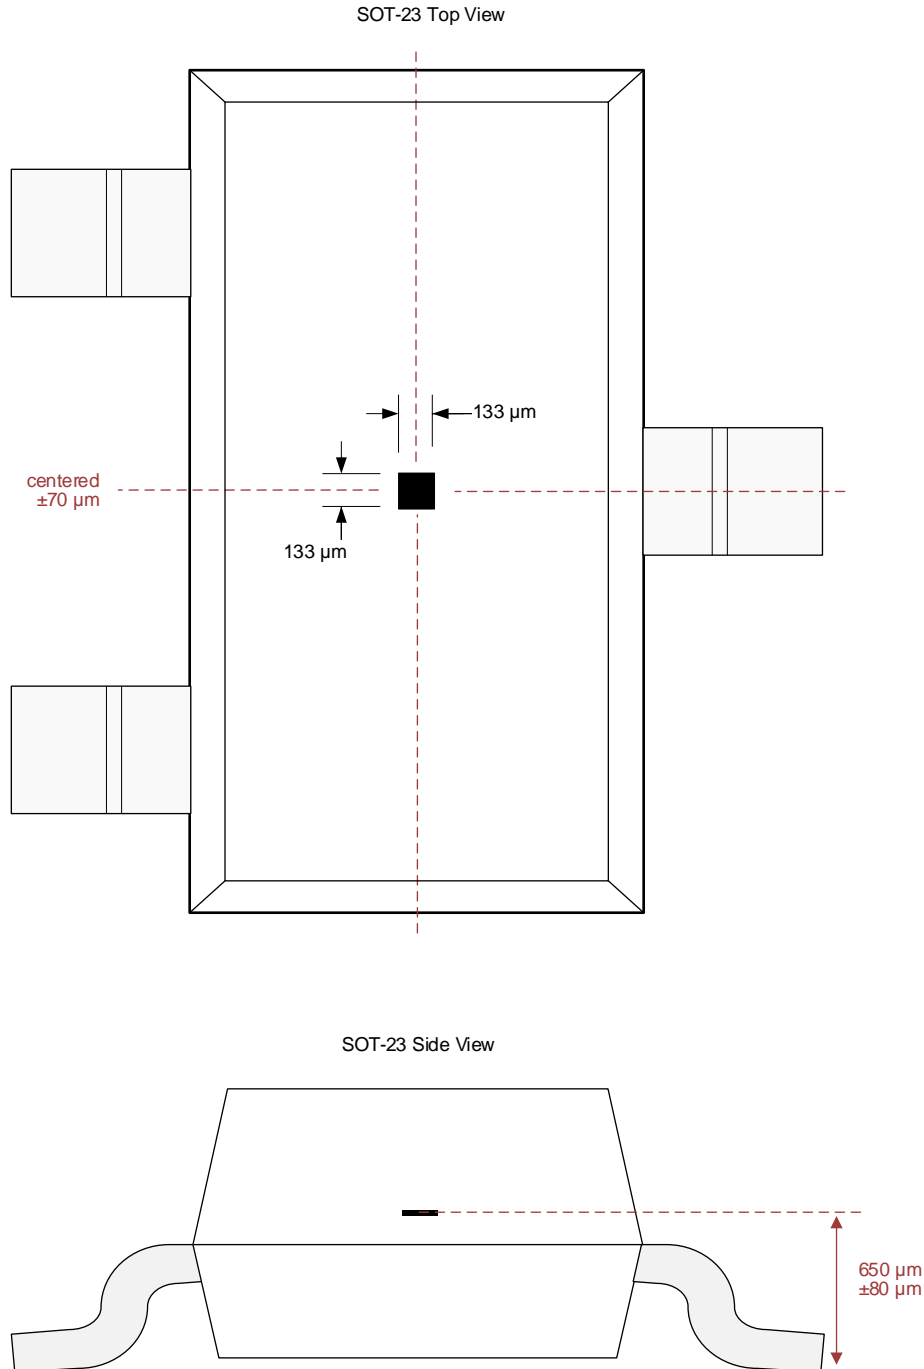 SOT-23 Top View
133 µm
centered
±70 µm
133 µm
SOT-23 Side View
650 µm
±80 µm